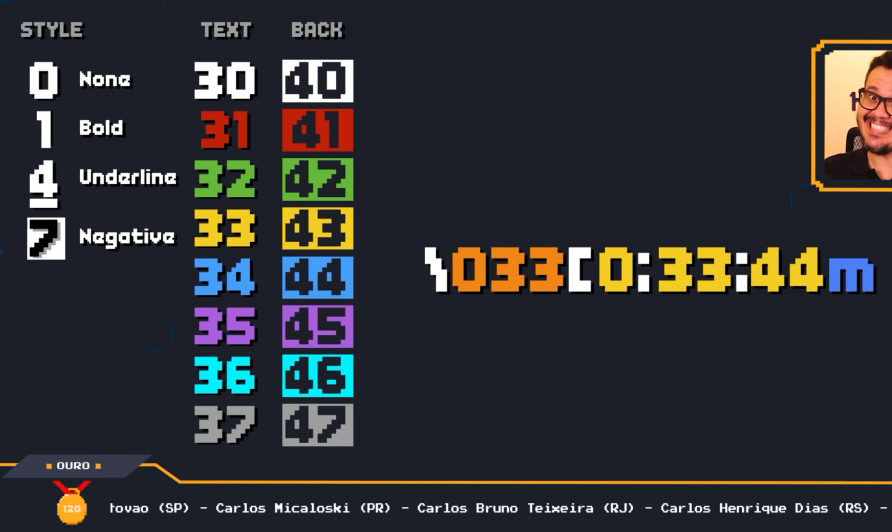 STYLE TEXT BACK
0 None 30 40
1 Bold 31 41
4 Underline 32 42
7 Negative 33 43
34 44
35 45
36 46
37 47
\033[0:33:44m
OURO
120
tovao (SP) - Carlos Micaloski (PR) - Carlos Bruno Teixeira (RJ) - Carlos Henrique Dias (RS) -